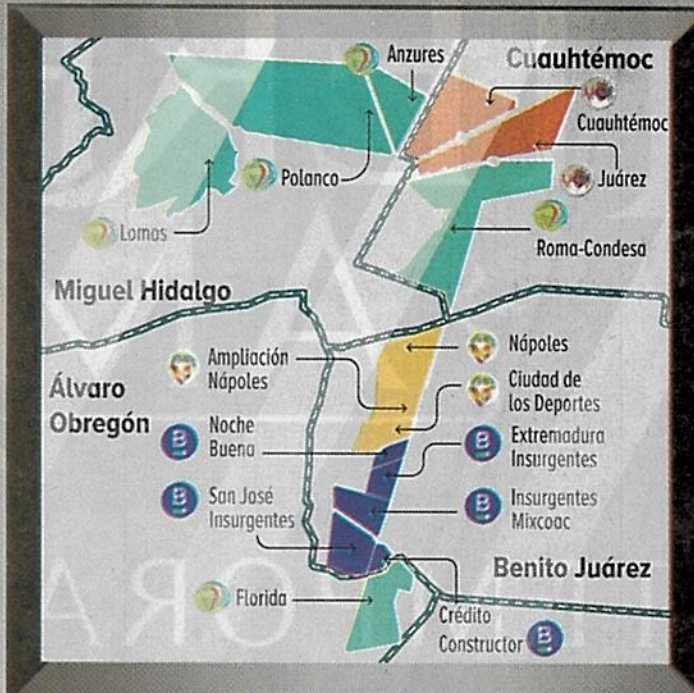 Anzures
Cuauhtémoc
Cuauhtémoc
Polanco
Juárez
Lomas
Roma-Condesa
Miguel Hidalgo
Ampliación
Nápoles
Nápoles
Álvaro
Obregón
Ciudad de
los Deportes
Noche
Buena
Extremadura
Insurgentes
San José
Insurgentes
Insurgentes
Mixcoac
Benito Juárez
Florida
Crédito
Constructor